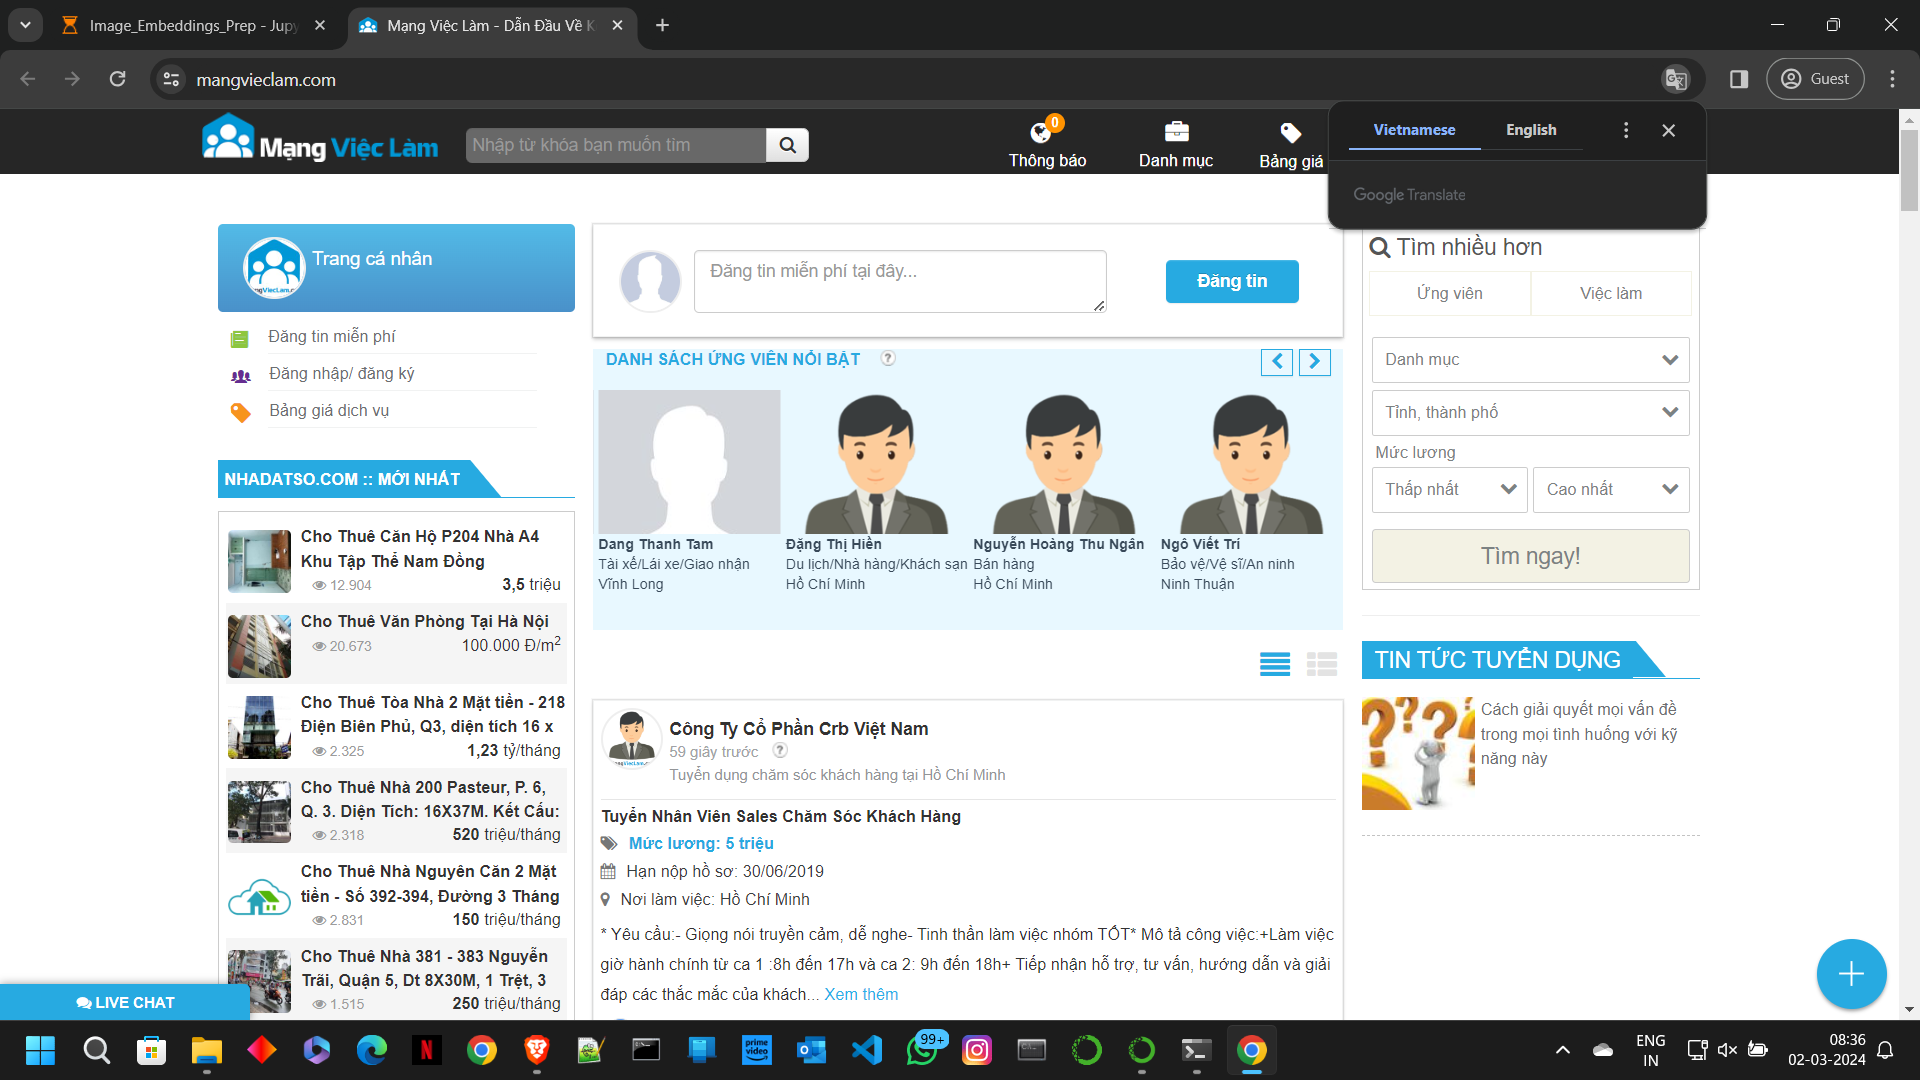 Image_Embeddings_Prep - Jupy
Mạng Việc Làm - Dẫn Đầu Về K
mangvieclam.com
Guest
Mạng Việc Làm
Nhập từ khóa bạn muốn tìm
0
Thông báo
Danh mục
Bảng giá
Vietnamese
English
Google Translate
Trang cá nhân
Đăng tin miễn phí
Đăng nhập/ đăng ký
Bảng giá dịch vụ
NHADATSO.COM :: MỚI NHẤT
Cho Thuê Căn Hộ P204 Nhà A4
Khu Tập Thể Nam Đồng
12.904
3,5 triệu
Cho Thuê Văn Phòng Tại Hà Nội
20.673
100.000 Đ/m2
Cho Thuê Tòa Nhà 2 Mặt tiền - 218
Điện Biên Phủ, Q3, diện tích 16 x
2.325
1,23 tỷ/tháng
Cho Thuê Nhà 200 Pasteur, P. 6,
Q. 3. Diện Tích: 16X37M. Kết Cấu:
2.318
520 triệu/tháng
Cho Thuê Nhà Nguyên Căn 2 Mặt
tiền - Số 392-394, Đường 3 Tháng
2.831
150 triệu/tháng
Cho Thuê Nhà 381 - 383 Nguyễn
Trãi, Quận 5, Dt 8X30M, 1 Trệt, 3
1.515
250 triệu/tháng
LIVE CHAT
Đăng tin miễn phí tại đây...
Đăng tin
DANH SÁCH ỨNG VIÊN NỔI BẬT
Dang Thanh Tam
Tài xế/Lái xe/Giao nhận
Vĩnh Long
Đặng Thị Hiền
Du lịch/Nhà hàng/Khách sạn
Hồ Chí Minh
Nguyễn Hoàng Thu Ngân
Bán hàng
Hồ Chí Minh
Ngô Viết Trí
Bảo vệ/Vệ sĩ/An ninh
Ninh Thuận
Công Ty Cổ Phần Crb Việt Nam
59 giây trước
Tuyển dụng chăm sóc khách hàng tại Hồ Chí Minh
Tuyển Nhân Viên Sales Chăm Sóc Khách Hàng
Mức lương: 5 triệu
Hạn nộp hồ sơ: 30/06/2019
Nơi làm việc: Hồ Chí Minh
* Yêu cầu:- Giọng nói truyền cảm, dễ nghe- Tinh thần làm việc nhóm TỐT* Mô tả công việc:+Làm việc
giờ hành chính từ ca 1 :8h đến 17h và ca 2: 9h đến 18h+ Tiếp nhận hỗ trợ, tư vấn, hướng dẫn và giải
đáp các thắc mắc của khách... Xem thêm
Tìm nhiều hơn
Ứng viên
Việc làm
Danh mục
Tỉnh, thành phố
Mức lương
Thấp nhất
Cao nhất
Tìm ngay!
TIN TỨC TUYỂN DỤNG
Cách giải quyết mọi vấn đề
trong mọi tình huống với kỹ
năng này
prime video
99+
ENG
IN
08:36
02-03-2024